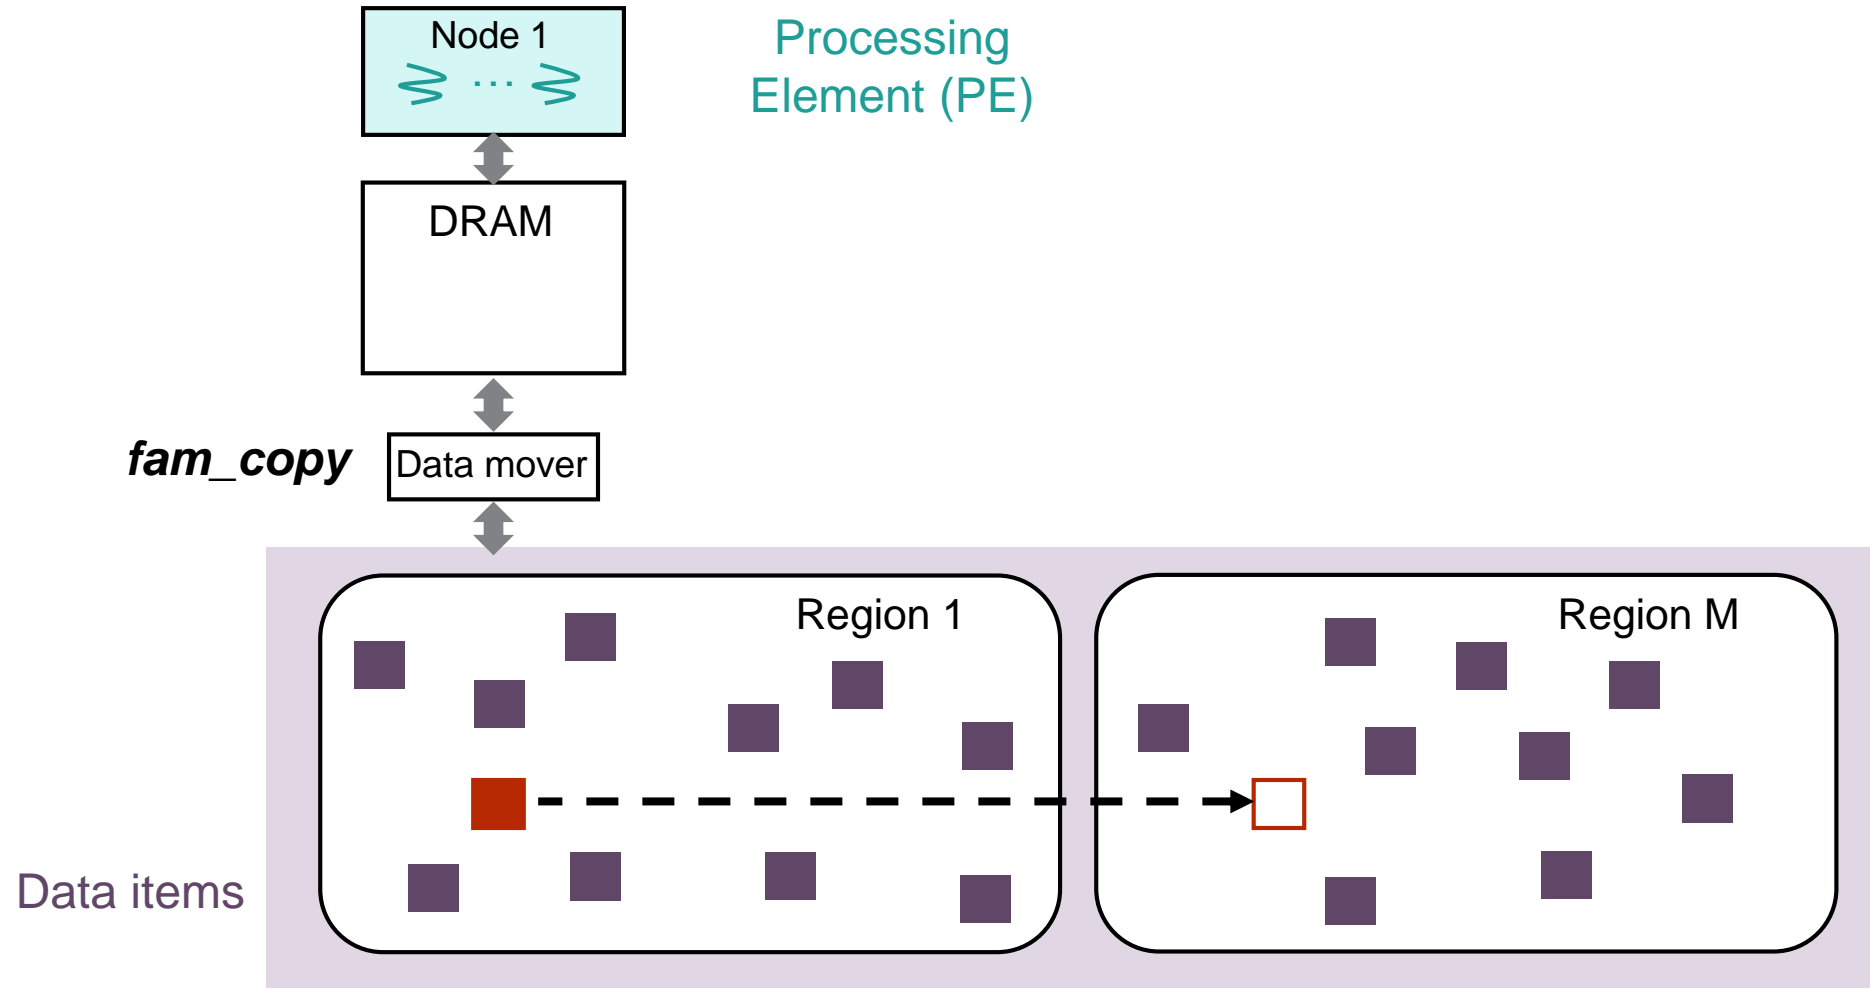 Node 1
...
Processing
Element (PE)
DRAM
fam_copy
Data mover
Region 1
Region M
Data items